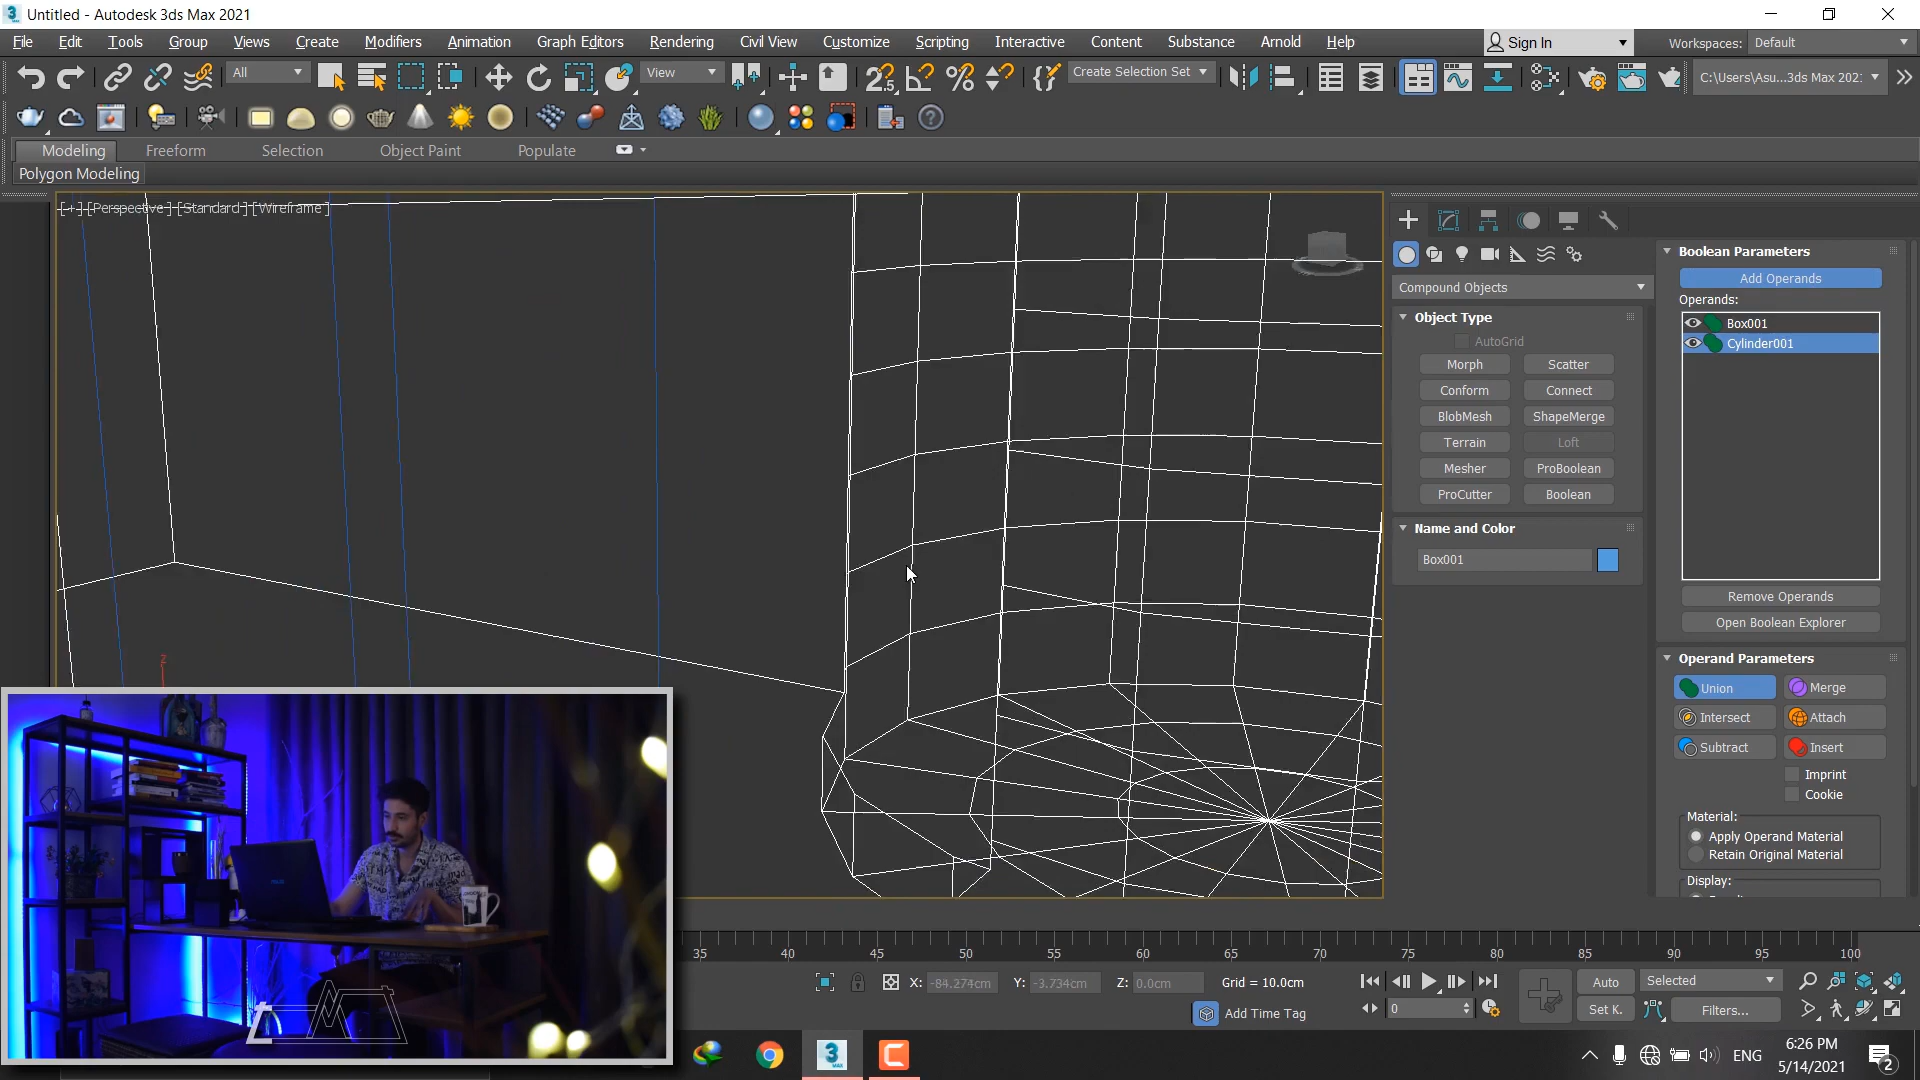 Untitled - Autodesk 3ds Max 2021
File Edit Tools Group Views Create Modifiers Animation Graph Editors Rendering Civil View Customize Scripting Interactive Content Substance Arnold Help
Sign In
Workspaces: Default
All
View
Create Selection Set
C:\Users\Asu...3ds Max 202:
Modeling Freeform Selection Object Paint Populate
Polygon Modeling
[+] [Perspective] [Standard] [Wireframe]
z
Compound Objects
Object Type
AutoGrid
Morph Scatter
Conform Connect
BlobMesh ShapeMerge
Terrain Loft
Mesher ProBoolean
ProCutter Boolean
Name and Color
Box001
Boolean Parameters
Add Operands
Operands:
Box001
Cylinder001
Remove Operands
Open Boolean Explorer
Operand Parameters
Union Merge
Intersect Attach
Subtract Insert
Imprint
Cookie
Material:
Apply Operand Material
Retain Original Material
Display:
35 40 45 50 55 60 65 70 75 80 85 90 95 100
X: -84.274cm Y: -3.734cm Z: 0.0cm Grid = 10.0cm
Add Time Tag
0
Auto Selected
Set K. Filters...
ENG
6:26 PM
5/14/2021
2